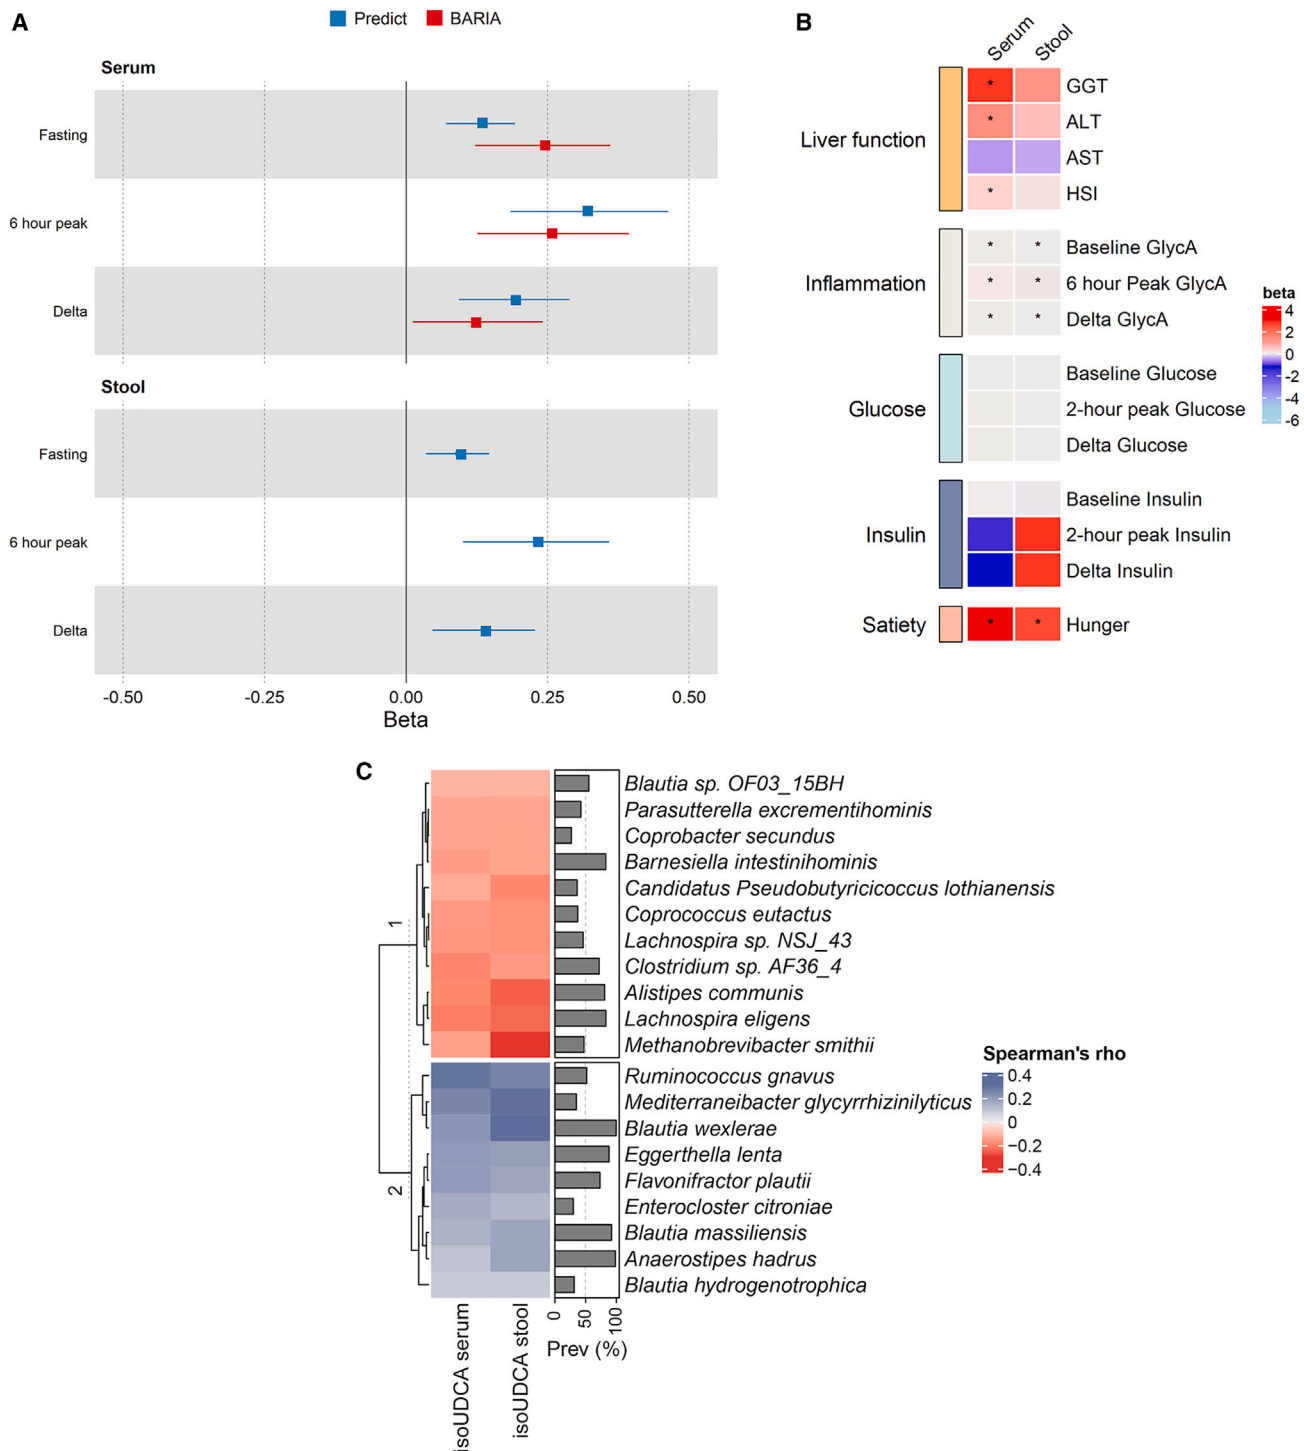 A
Predict
BARIA
Serum
Fasting
6 hour peak
Delta
Stool
Fasting
6 hour peak
Delta
-0.50
-0.25
0.00
0.25
0.50
Beta
B
Serum
Stool
Liver function
GGT
*
ALT
*
AST
HSI
*
Inflammation
Baseline GlycA
* *
6 hour Peak GlycA
* *
Delta GlycA
* *
Glucose
Baseline Glucose
2-hour peak Glucose
Delta Glucose
Insulin
Baseline Insulin
2-hour peak Insulin
Delta Insulin
Satiety
Hunger
* *
beta
4
2
0
-2
-4
-6
C
1
2
Blautia sp. OF03_15BH
Parasutterella excrementihominis
Coprobacter secundus
Barnesiella intestinihominis
Candidatus Pseudobutyricicoccus lothianensis
Coprococcus eutactus
Lachnospira sp. NSJ_43
Clostridium sp. AF36_4
Alistipes communis
Lachnospira eligens
Methanobrevibacter smithii
Ruminococcus gnavus
Mediterraneibacter glycyrrhizinilyticus
Blautia wexlerae
Eggerthella lenta
Flavonifractor plautii
Enterocloster citroniae
Blautia massiliensis
Anaerostipes hadrus
Blautia hydrogenotrophica
isoUDCA serum
isoUDCA stool
0
50
100
Prev (%)
Spearman's rho
0.4
0.2
0
−0.2
−0.4